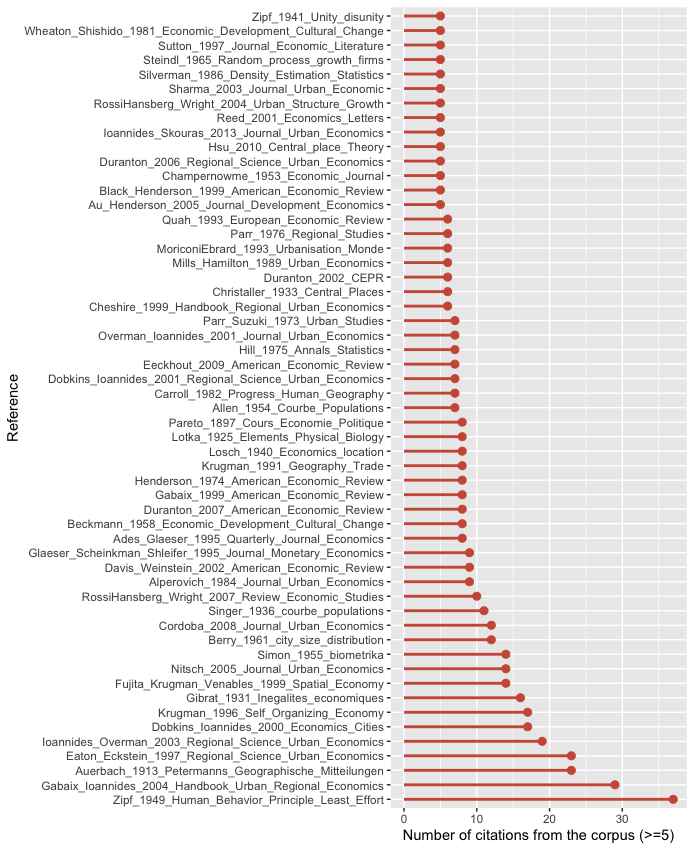 Zipf_1941_Unity_disunity
Wheaton_Shishido_1981_Economic_Development_Cultural_Change
Sutton_1997_Journal_Economic_Literature
Steindl_1965_Random_process_growth_firms
Silverman_1986_Density_Estimation_Statistics
Sharma_2003_Journal_Urban_Economic
RossiHansberg_Wright_2004_Urban_Structure_Growth
Reed_2001_Economics_Letters
Ioannides_Skouras_2013_Journal_Urban_Economics
Hsu_2010_Central_place_Theory
Duranton_2006_Regional_Science_Urban_Economics
Champernowme_1953_Economic_Journal
Black_Henderson_1999_American_Economic_Review
Au_Henderson_2005_Journal_Development_Economics
Quah_1993_European_Economic_Review
Parr_1976_Regional_Studies
MoriconiEbrard_1993_Urbanisation_Monde
Mills_Hamilton_1989_Urban_Economics
Duranton_2002_CEPR
Christaller_1933_Central_Places
Cheshire_1999_Handbook_Regional_Urban_Economics
Parr_Suzuki_1973_Urban_Studies
Overman_Ioannides_2001_Journal_Urban_Economics
Hill_1975_Annals_Statistics
Eeckhout_2009_American_Economic_Review
Dobkins_Ioannides_2001_Regional_Science_Urban_Economics
Carroll_1982_Progress_Human_Geography
Allen_1954_Courbe_Populations
Pareto_1897_Cours_Economie_Politique
Lotka_1925_Elements_Physical_Biology
Losch_1940_Economics_location
Krugman_1991_Geography_Trade
Henderson_1974_American_Economic_Review
Gabaix_1999_American_Economic_Review
Duranton_2007_American_Economic_Review
Beckmann_1958_Economic_Development_Cultural_Change
Ades_Glaeser_1995_Quarterly_Journal_Economics
Glaeser_Scheinkman_Shleifer_1995_Journal_Monetary_Economics
Davis_Weinstein_2002_American_Economic_Review
Alperovich_1984_Journal_Urban_Economics
RossiHansberg_Wright_2007_Review_Economic_Studies
Singer_1936_courbe_populations
Cordoba_2008_Journal_Urban_Economics
Berry_1961_city_size_distribution
Simon_1955_biometrika
Nitsch_2005_Journal_Urban_Economics
Fujita_Krugman_Venables_1999_Spatial_Economy
Gibrat_1931_Inegalites_economiques
Krugman_1996_Self_Organizing_Economy
Dobkins_Ioannides_2000_Economics_Cities
Ioannides_Overman_2003_Regional_Science_Urban_Economics
Eaton_Eckstein_1997_Regional_Science_Urban_Economics
Auerbach_1913_Petermanns_Geographische_Mitteilungen
Gabaix_Ioannides_2004_Handbook_Urban_Regional_Economics
Zipf_1949_Human_Behavior_Principle_Least_Effort
Reference
0 10 20 30
Number of citations from the corpus (>=5)